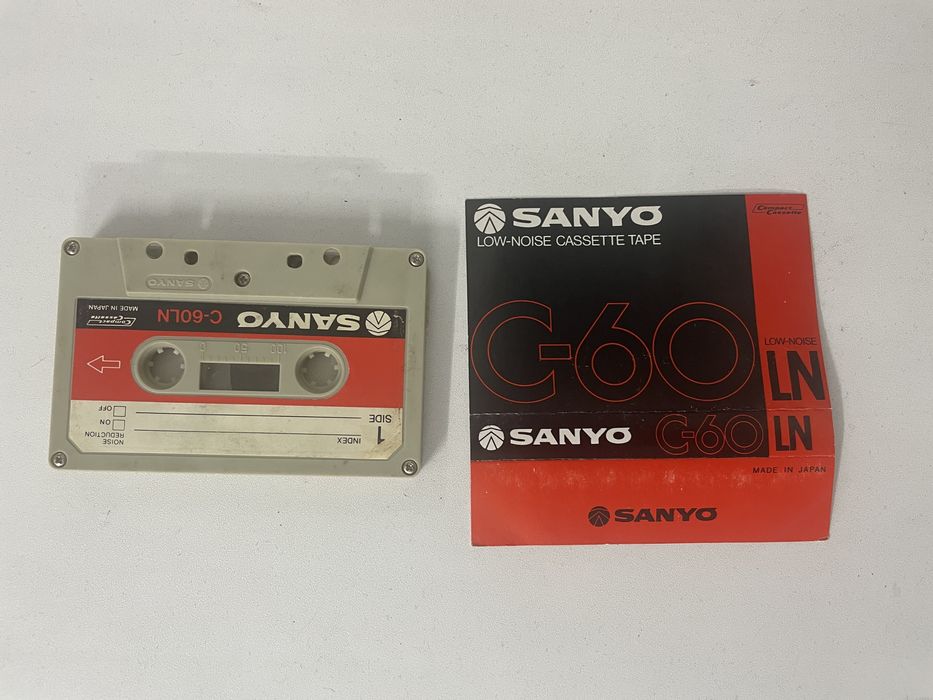 INDEX
1
SIDE
NOISE
REDUCTION
ON
OFF
100 50 0
SANYO C-60LN
Compact
Cassette
MADE IN JAPAN
SANYO
SANYO
LOW-NOISE CASSETTE TAPE
Compact
Cassette
C-60
LOW-NOISE
LN
SANYO C-60 LN
MADE IN JAPAN
SANYO